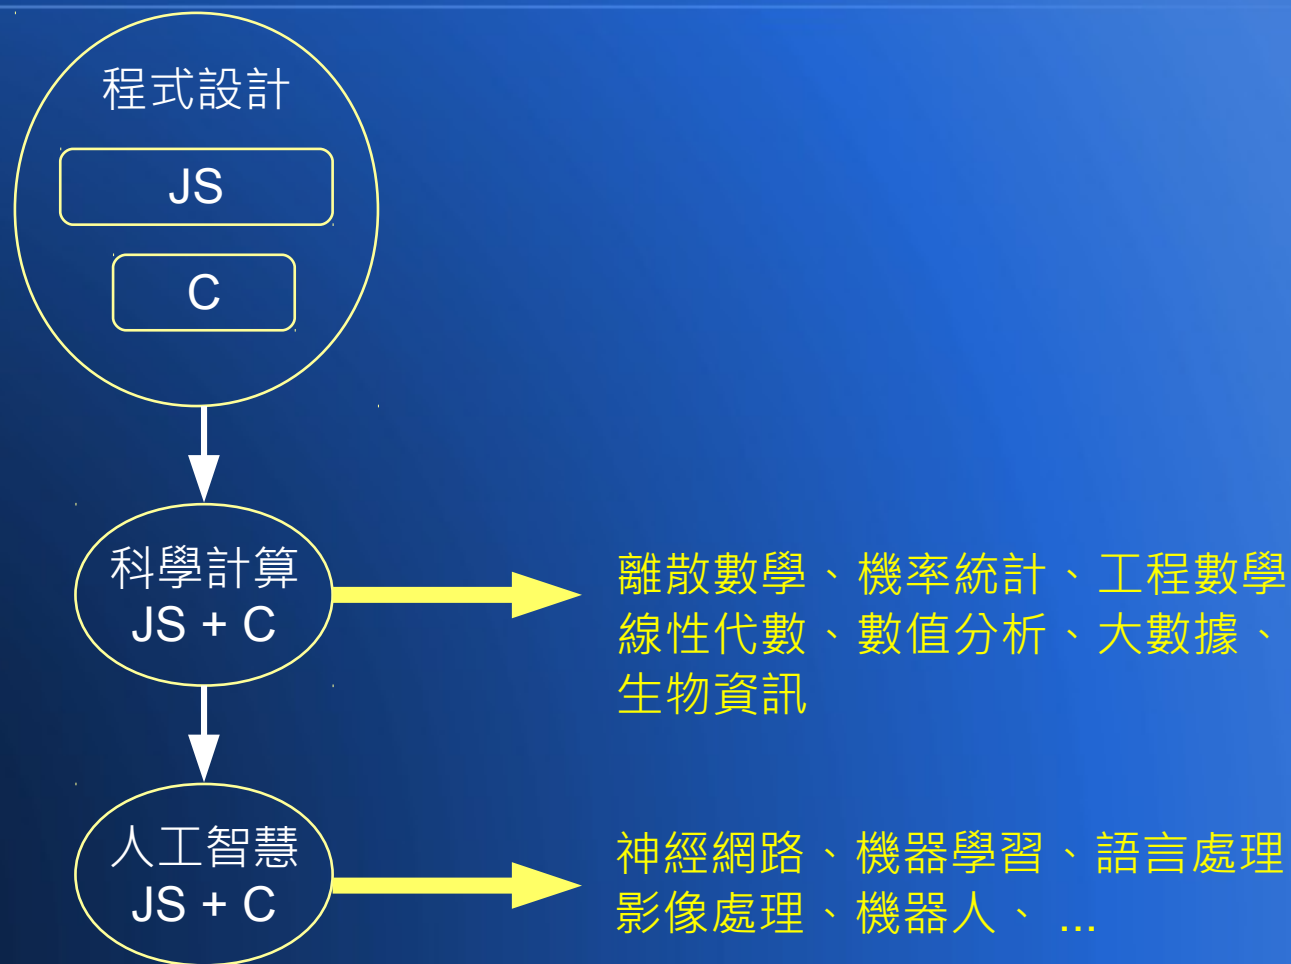 程式設計
JS
C
科學計算
JS + C
離散數學、機率統計、工程數學
線性代數、數值分析、大數據、
生物資訊
人工智慧
JS + C
神經網路、機器學習、語言處理
影像處理、機器人、 ...